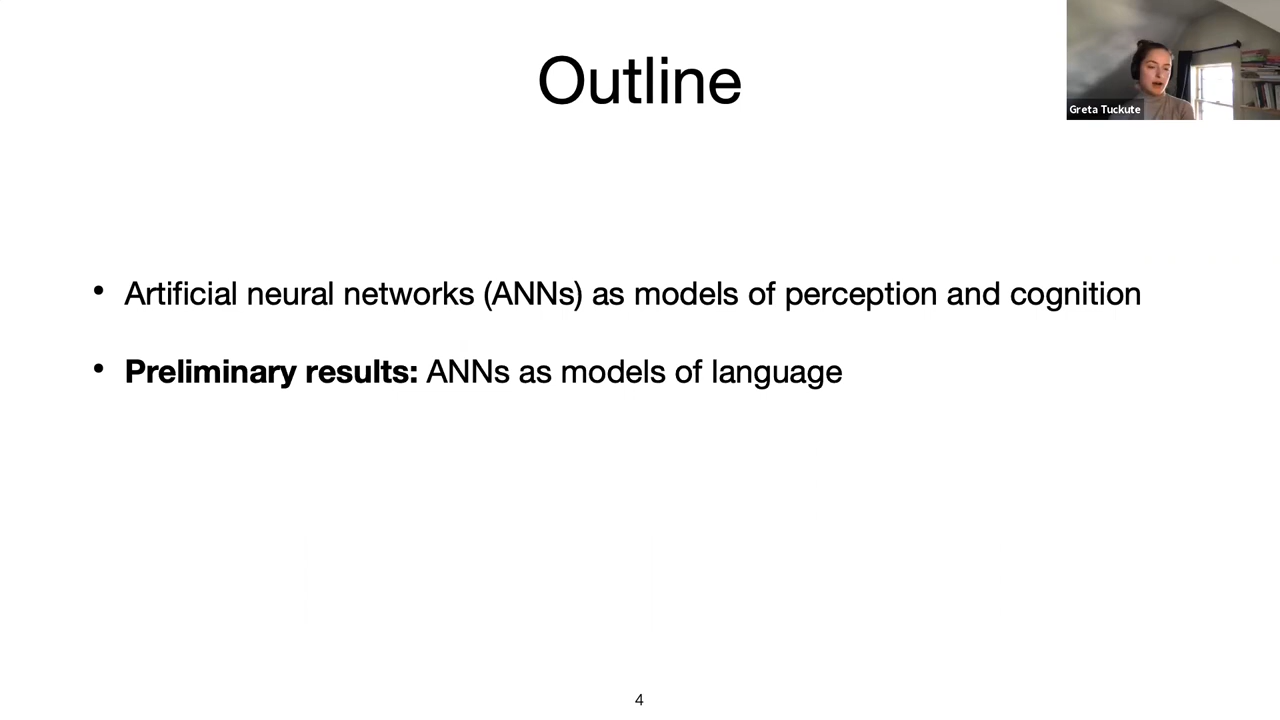 Outline
Greta Tuckute
• Artificial neural networks (ANNs) as models of perception and cognition
• Preliminary results: ANNs as models of language
4